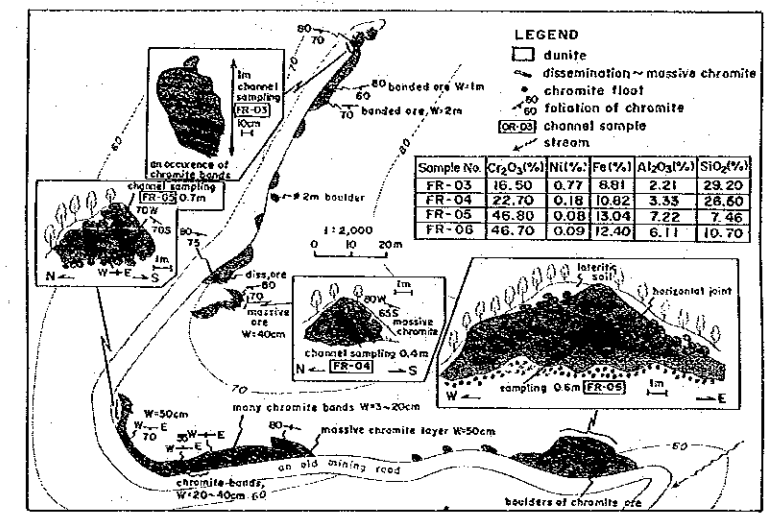 LEGEND
dunite
dissemination ~ massive chromite
chromite float
80
60
foliation of chromite
OR-03 channel sample
stream
Sample No. Cr₂O₃(%) Ni(%) Fe(%) Al₂O₃(%) SiO₂(%)
FR-03 16.50 0.77 8.81 2.21 29.20
FR-04 22.70 0.18 10.82 3.33 28.50
FR-05 46.80 0.08 13.04 7.22 7.46
FR-06 46.70 0.09 12.40 6.11 10.70
1m
channel
sampling
FR-03
10cm
an occurence of
chromite bands
80
70
70
80
60
banded ore W=1m
70
banded ore, W=2m
60
80
channel sampling
FR-05 0.7m
70W
70S
1m
N W E S
2m boulder
1:2,000
0 10 20m
80
75
diss, ore
80
70
massive
ore
W=40cm
1m
80W
65S
massive
chromite
channel sampling 0.4m
N FR-04 S
lateritic
soil
horizontal joint
sampling 0.6m FR-06
1m
W E
70
W=50cm
W E
70
W E
W E
many chromite bands W=3~20cm
80
massive chromite layer W=50cm
60
chromite-bands,
W=20~40cm
60
an old mining road
boulders of chromite ore